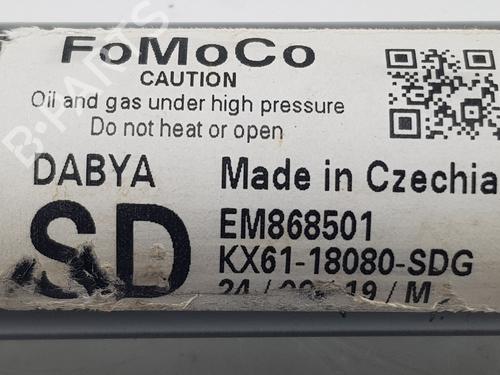 FoMoCo
CAUTION
Oil and gas under high pressure
Do not heat or open
DABYA
Made in Czechia
SD
EM868501
KX61-18080-SDG
B-PARTS